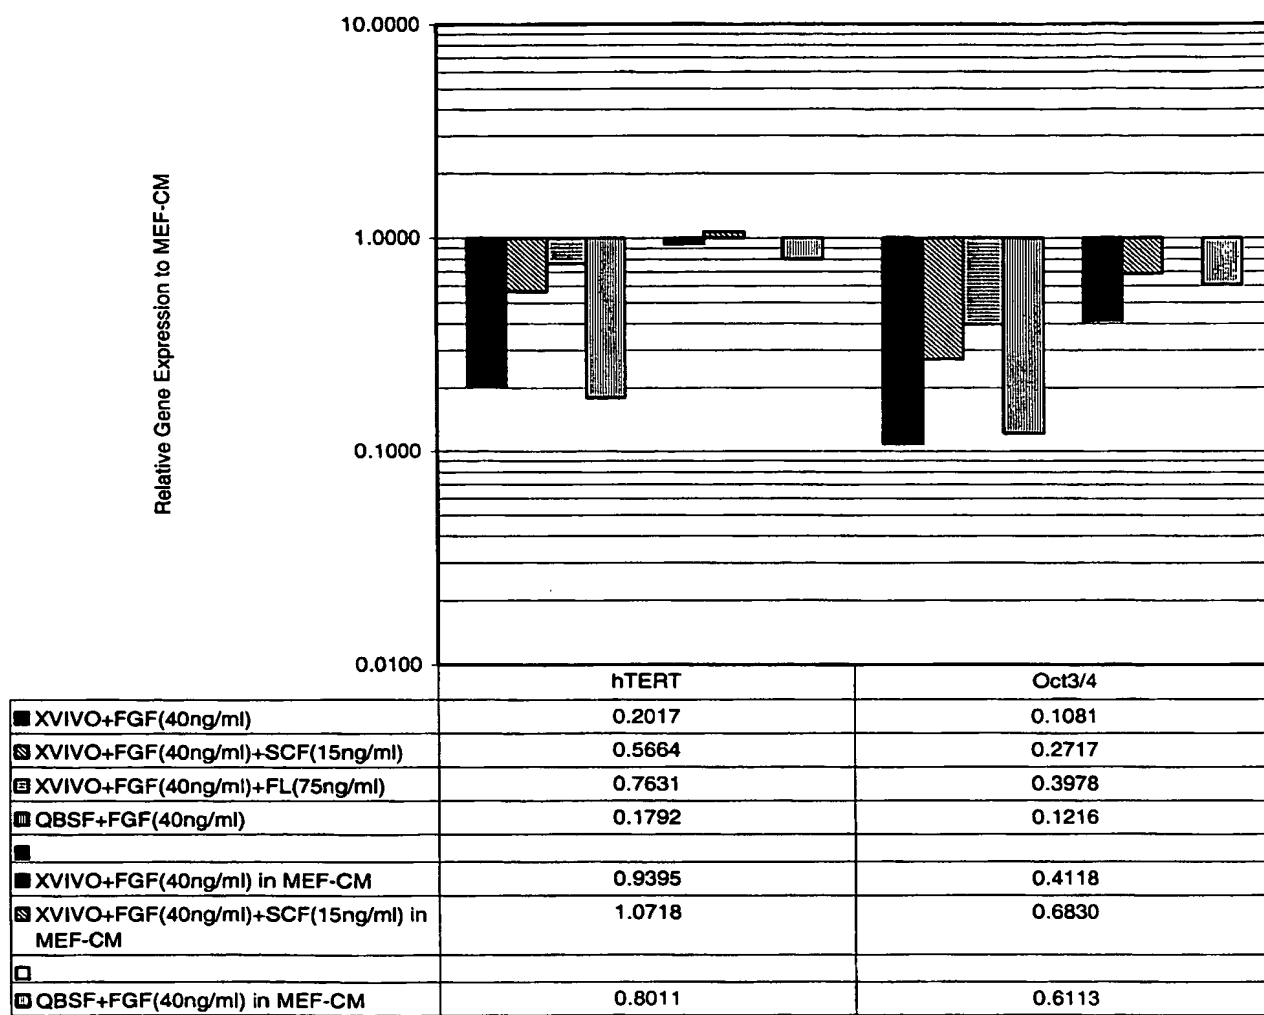 10.0000
1.0000
0.1000
0.0100
Relative Gene Expression to MEF-CM
hTERT Oct3/4
XVIVO+FGF(40ng/ml) 0.2017 0.1081
XVIVO+FGF(40ng/ml)+SCF(15ng/ml) 0.5664 0.2717
XVIVO+FGF(40ng/ml)+FL(75ng/ml) 0.7631 0.3978
QBSF+FGF(40ng/ml) 0.1792 0.1216
XVIVO+FGF(40ng/ml) in MEF-CM 0.9395 0.4118
XVIVO+FGF(40ng/ml)+SCF(15ng/ml) in 1.0718 0.6830
MEF-CM
QBSF+FGF(40ng/ml) in MEF-CM 0.8011 0.6113